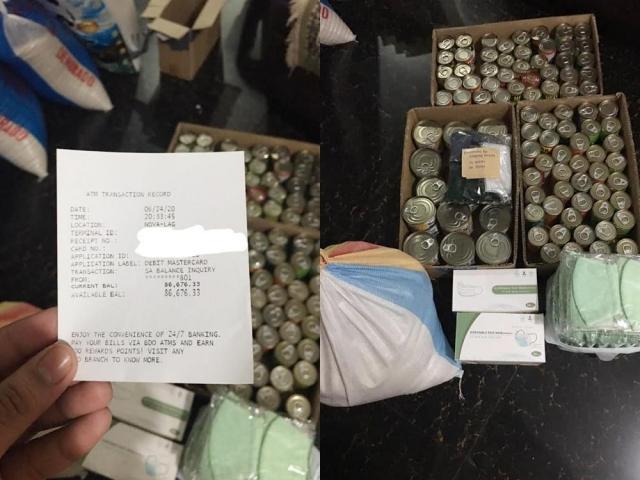 ATM TRANSACTION RECORD
DATE: 06/24/20
TIME: 20:33:45
LOCATION: NOVA-LAG
TERMINAL ID:
RECEIPT NO.:
CARD NO.:
APPLICATION ID:
APPLICATION LABEL: DEBIT MASTERCARD
TRANSACTION: SA BALANCE INQUIRY
FROM: *********801
CURRENT BAL: 86,676.33
AVAILABLE BAL: 86,676.33
ENJOY THE CONVENIENCE OF 24/7 BANKING.
PAY YOUR BILLS VIA BDO ATMS AND EARN
REWARDS POINTS! VISIT ANY
BRANCH TO KNOW MORE.